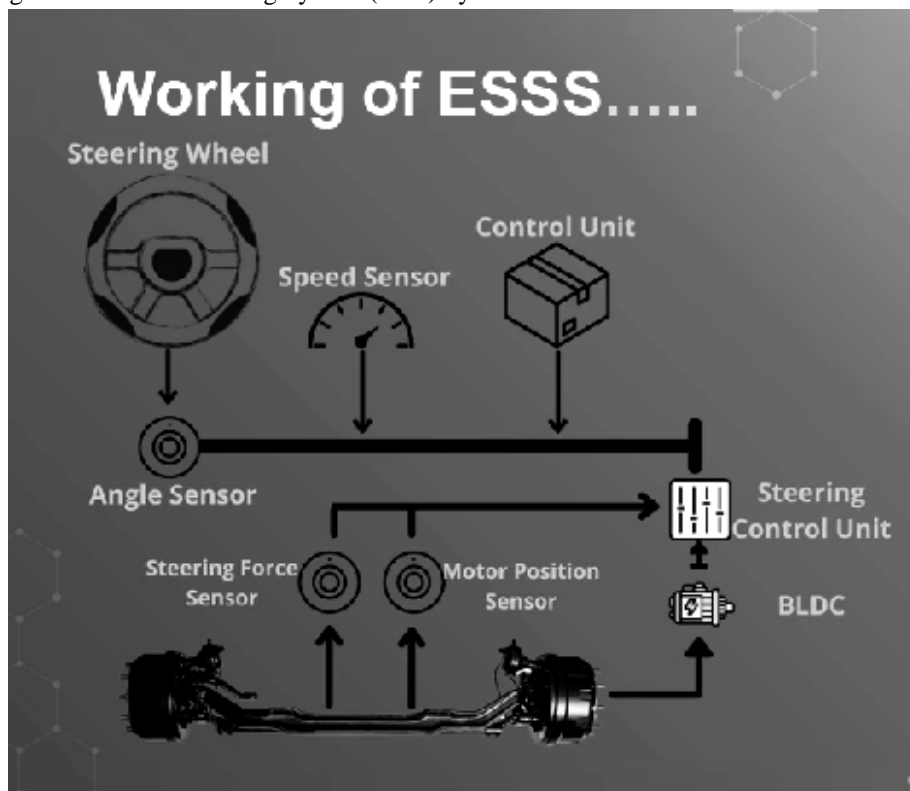 Working of ESSS.....
Steering Wheel
Control Unit
Speed Sensor
Angle Sensor
Steering
Control Unit
Steering Force
Sensor
Motor Position
Sensor
BLDC